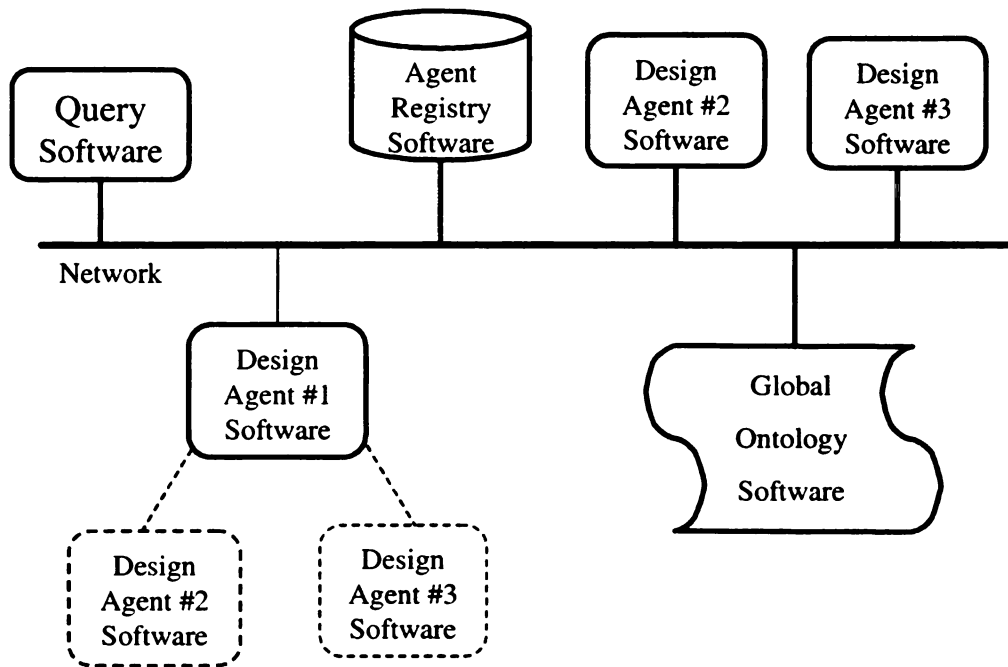 Query
Software
Agent
Registry
Software
Design
Agent #2
Software
Design
Agent #3
Software
Network
Design
Agent #1
Software
Global
Ontology
Software
Design
Agent #2
Software
Design
Agent #3
Software